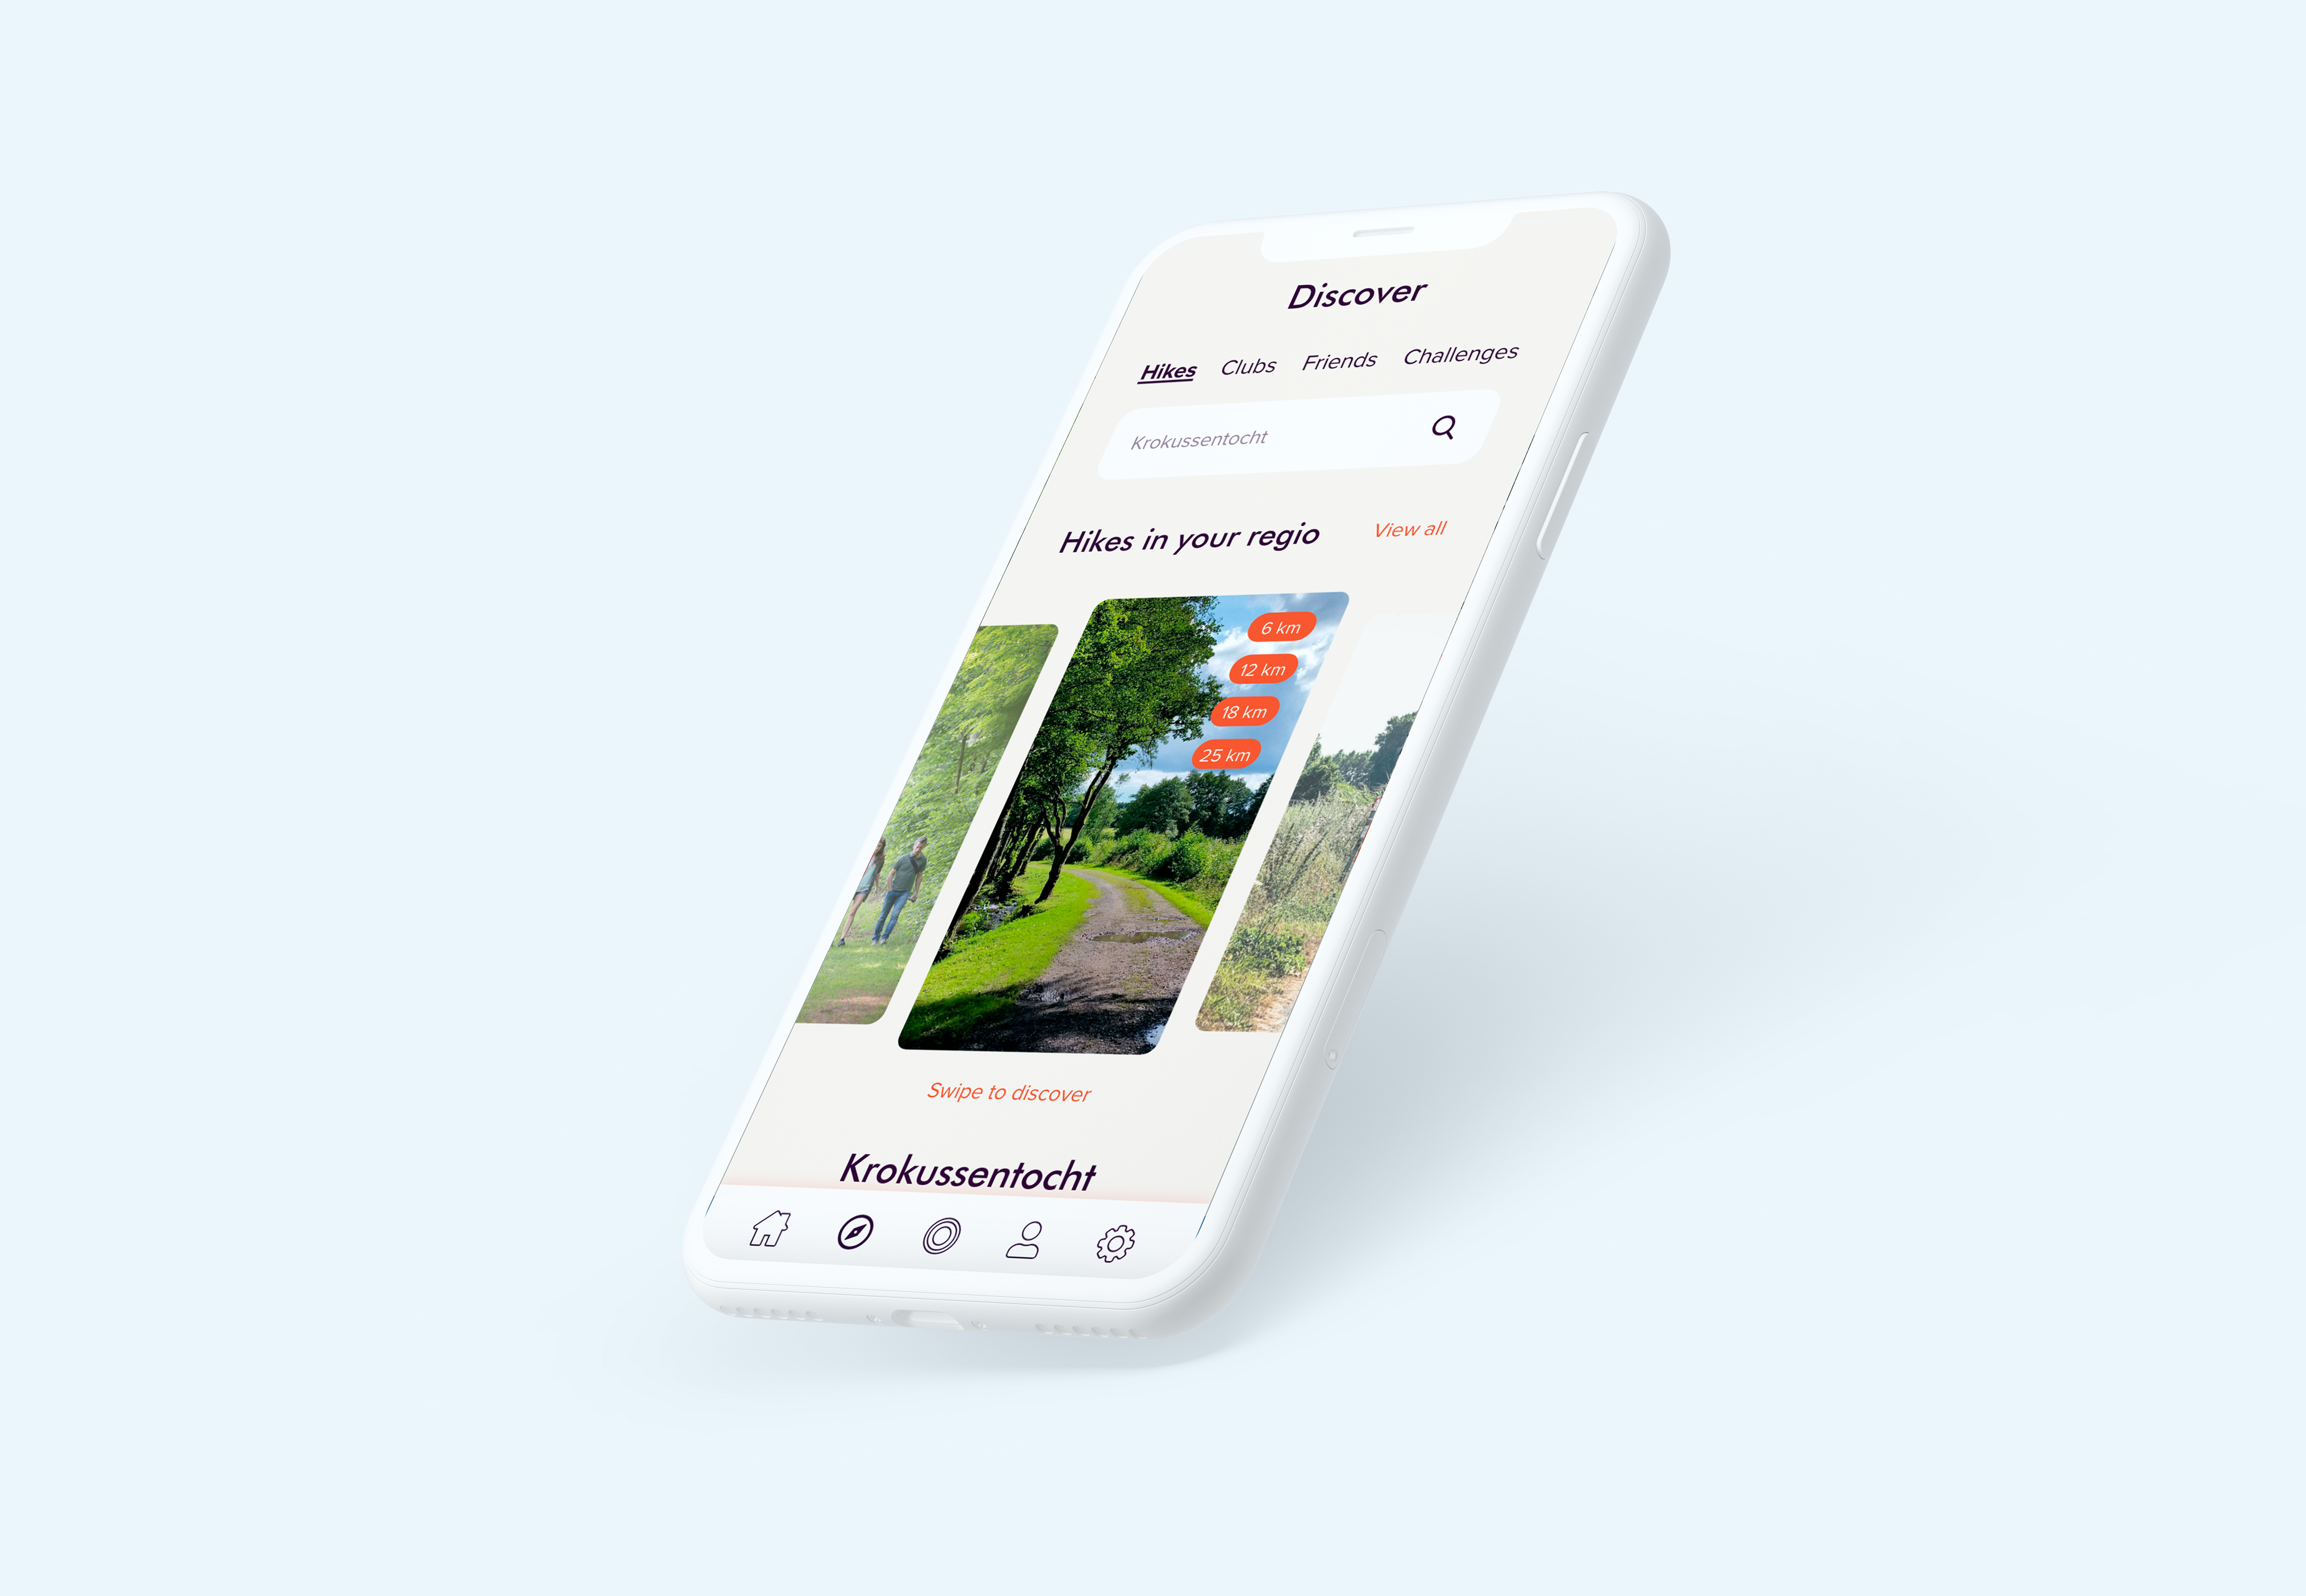 Discover
Hikes Clubs Friends Challenges
Krokussentocht
Hikes in your regio View all
6 km
12 km
18 km
25 km
Swipe to discover
Krokussentocht